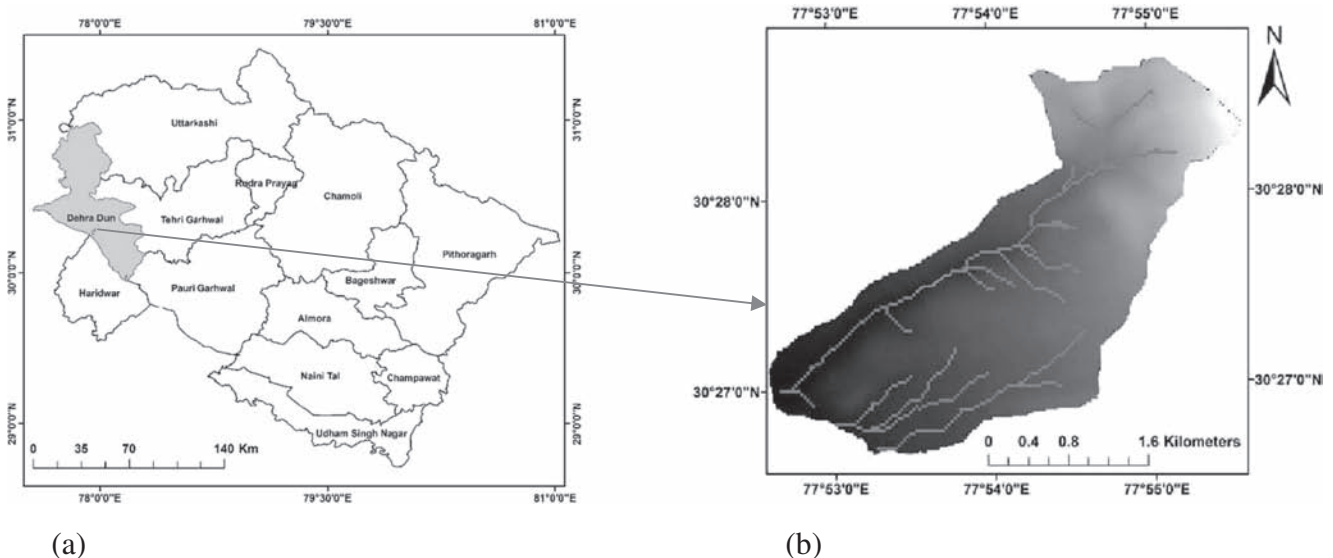 78°0'0"E 79°30'0"E 81°0'0"E
31°0'0"N 31°0'0"N
30°0'0"N 30°0'0"N
29°0'0"N 29°0'0"N
Uttarkashi
Rudra Prayag
Chamoli
Dehra Dun
Tehri Garhwal
Pithoragarh
Haridwar
Pauri Garhwal
Bageshwar
Almora
Naini Tal
Champawat
Udham Singh Nagar
0 35 70 140 Km
78°0'0"E 79°30'0"E 81°0'0"E
(a)
77°53'0"E 77°54'0"E 77°55'0"E
N
30°28'0"N 30°28'0"N
30°27'0"N 30°27'0"N
0 0.4 0.8 1.6 Kilometers
77°53'0"E 77°54'0"E 77°55'0"E
(b)